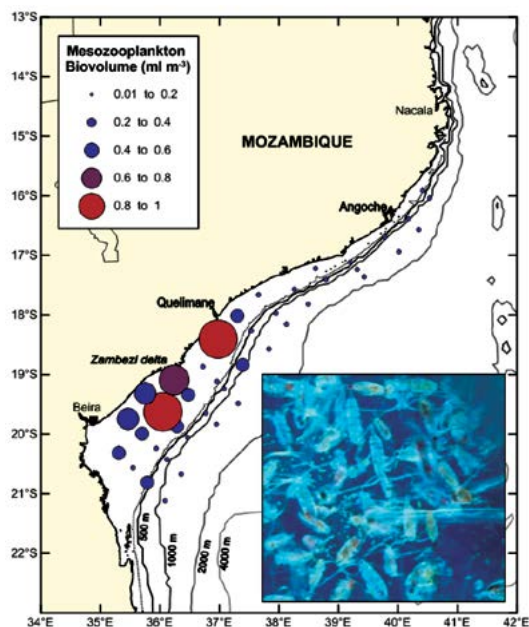 13°S
14°S
15°S
16°S
17°S
18°S
19°S
20°S
21°S
22°S
34°E
35°E
36°E
37°E
38°E
39°E
40°E
41°E
42°E
Mesozooplankton
Biovolume (ml m⁻³)
0.01 to 0.2
0.2 to 0.4
0.4 to 0.6
0.6 to 0.8
0.8 to 1
Nacala
MOZAMBIQUE
Angoche
Quelimane
Zambezi delta
Beira
500 m
1000 m
2000 m
4000 m